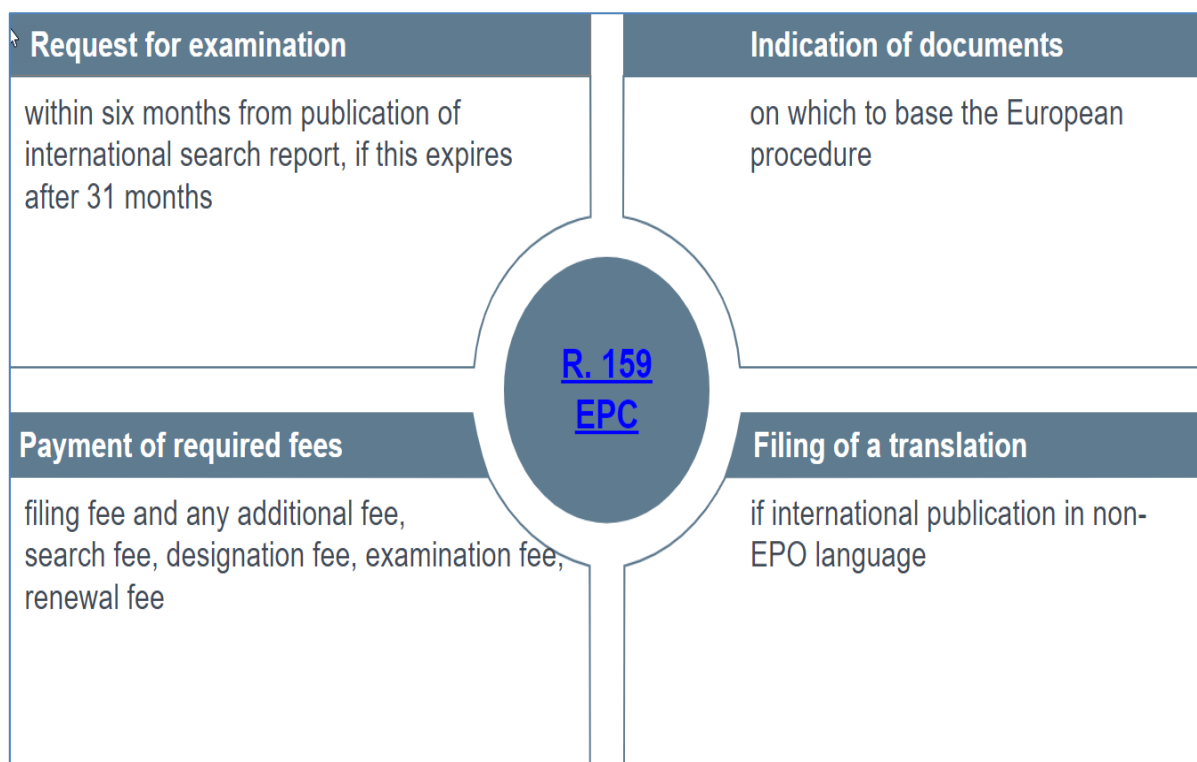 Request for examination
within six months from publication of
international search report, if this expires
after 31 months
Indication of documents
on which to base the European
procedure
R. 159
EPC
Payment of required fees
filing fee and any additional fee,
search fee, designation fee, examination fee,
renewal fee
Filing of a translation
if international publication in non-
EPO language